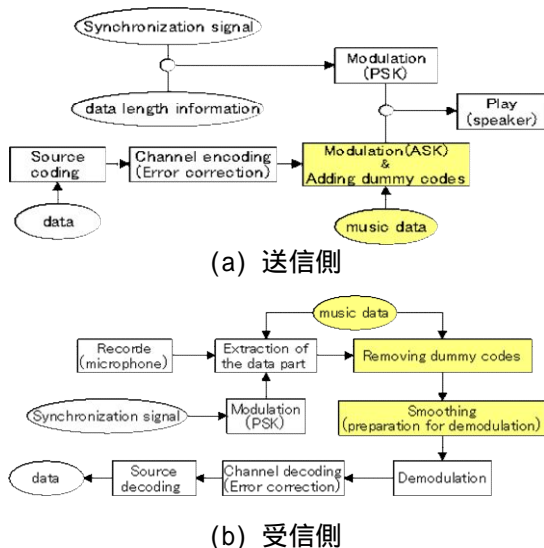 Synchronization signal
Modulation
(PSK)
data length information
Play
(speaker)
Source
coding
Channel encoding
(Error correction)
Modulation(ASK)
&
Adding dummy codes
data
music data
(a) 送信側
music data
Recorde
(microphone)
Extraction of
the data part
Removing dummy codes
Synchronization signal
Modulation
(PSK)
Smoothing
(preparation for demodulation)
data
Source
decoding
Channel decoding
(Error correction)
Demodulation
(b) 受信側